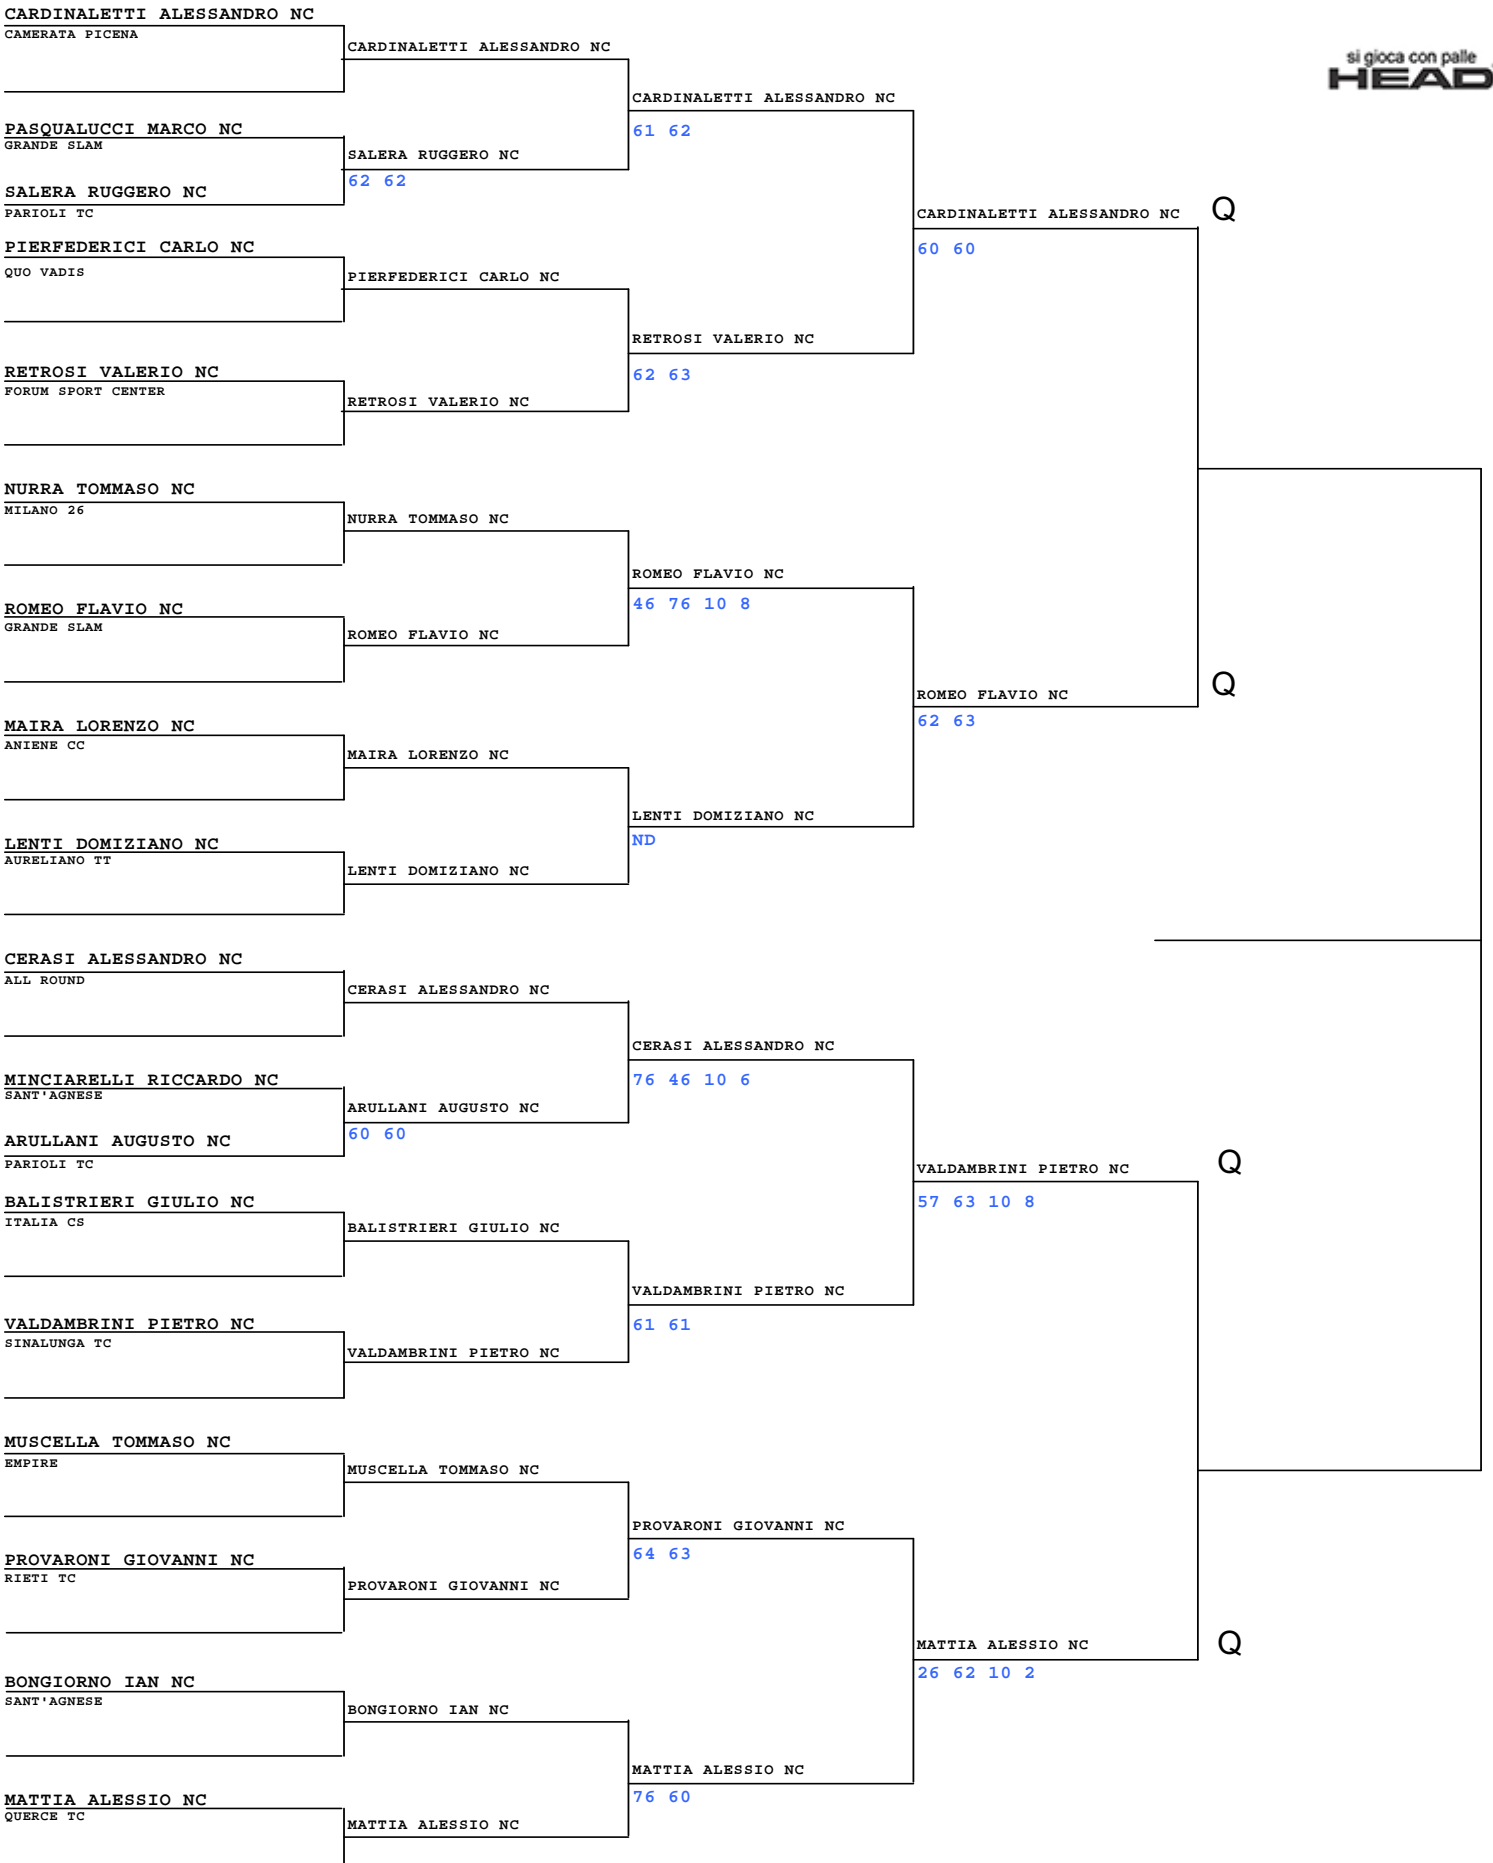 CARDINALETTI ALESSANDRO NC
CAMERATA PICENA
CARDINALETTI ALESSANDRO NC
si gioca con palle
HEAD
CARDINALETTI ALESSANDRO NC
61 62
PASQUALUCCI MARCO NC
GRANDE SLAM
SALERA RUGGERO NC
62 62
SALERA RUGGERO NC
PARIOLI TC
CARDINALETTI ALESSANDRO NC
Q
60 60
PIERFEDERICI CARLO NC
QUO VADIS
PIERFEDERICI CARLO NC
RETROSI VALERIO NC
62 63
RETROSI VALERIO NC
FORUM SPORT CENTER
RETROSI VALERIO NC
NURRA TOMMASO NC
MILANO 26
NURRA TOMMASO NC
ROMEO FLAVIO NC
46 76 10 8
ROMEO FLAVIO NC
GRANDE SLAM
ROMEO FLAVIO NC
ROMEO FLAVIO NC
Q
62 63
MAIRA LORENZO NC
ANIENE CC
MAIRA LORENZO NC
LENTI DOMIZIANO NC
ND
LENTI DOMIZIANO NC
AURELIANO TT
LENTI DOMIZIANO NC
CERASI ALESSANDRO NC
ALL ROUND
CERASI ALESSANDRO NC
CERASI ALESSANDRO NC
76 46 10 6
MINCIARELLI RICCARDO NC
SANT'AGNESE
ARULLANI AUGUSTO NC
60 60
ARULLANI AUGUSTO NC
PARIOLI TC
VALDAMBRINI PIETRO NC
Q
57 63 10 8
BALISTRIERI GIULIO NC
ITALIA CS
BALISTRIERI GIULIO NC
VALDAMBRINI PIETRO NC
61 61
VALDAMBRINI PIETRO NC
SINALUNGA TC
VALDAMBRINI PIETRO NC
MUSCELLA TOMMASO NC
EMPIRE
MUSCELLA TOMMASO NC
PROVARONI GIOVANNI NC
64 63
PROVARONI GIOVANNI NC
RIETI TC
PROVARONI GIOVANNI NC
MATTIA ALESSIO NC
Q
26 62 10 2
BONGIORNO IAN NC
SANT'AGNESE
BONGIORNO IAN NC
MATTIA ALESSIO NC
76 60
MATTIA ALESSIO NC
QUERCE TC
MATTIA ALESSIO NC